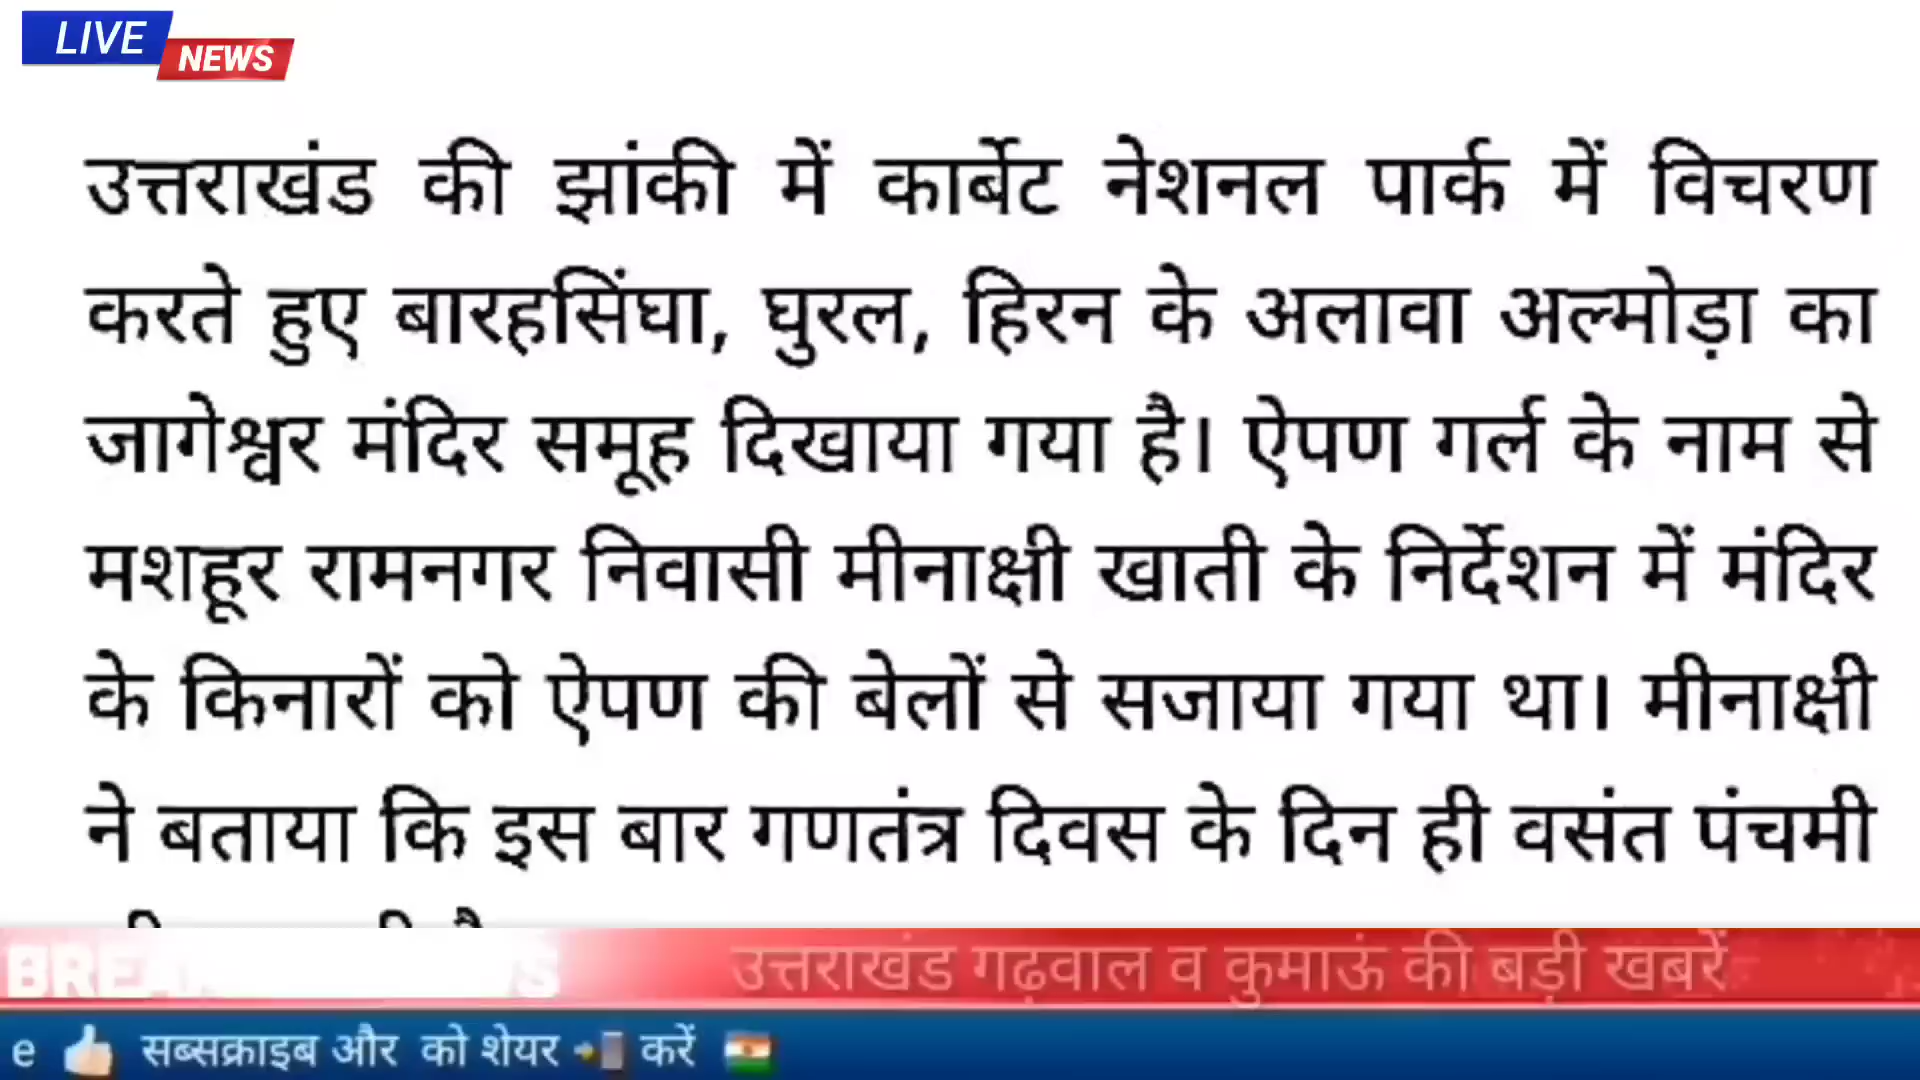 LIVE
NEWS
उत्तराखंड की झांकी में कार्बेट नेशनल पार्क में विचरण
करते हुए बारहसिंघा, घुरल, हिरन के अलावा अल्मोड़ा का
जागेश्वर मंदिर समूह दिखाया गया है। ऐपण गर्ल के नाम से
मशहूर रामनगर निवासी मीनाक्षी खाती के निर्देशन में मंदिर
के किनारों को ऐपण की बेलों से सजाया गया था। मीनाक्षी
ने बताया कि इस बार गणतंत्र दिवस के दिन ही वसंत पंचमी
उत्तराखंड गढ़वाल व कुमाऊं की बड़ी खबरें
e 👍🏻 सब्सक्राइब और को शेयर 📲 करें 🇮🇳